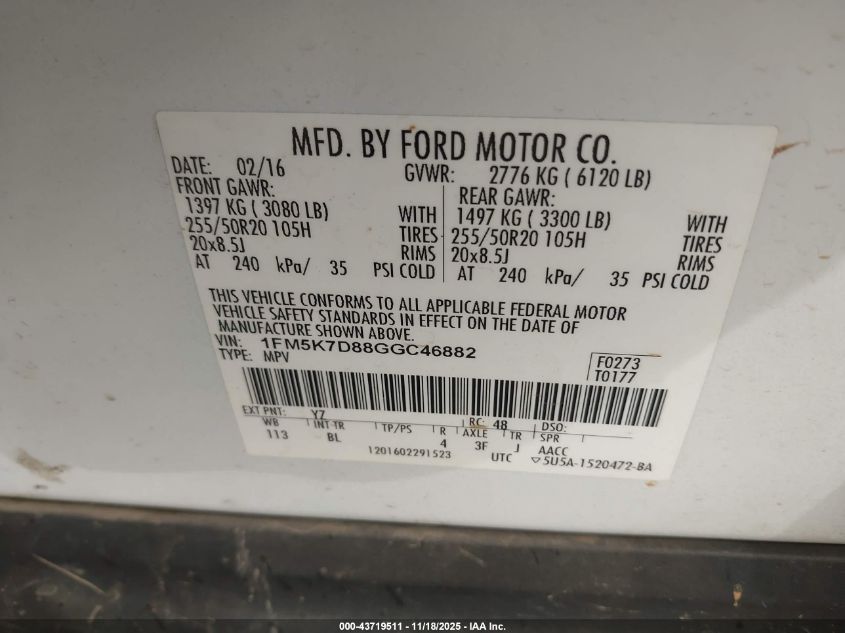 MFD. BY FORD MOTOR CO.
DATE: 02/16 GVWR: 2776 KG ( 6120 LB)
FRONT GAWR: REAR GAWR:
1397 KG ( 3080 LB) WITH 1497 KG ( 3300 LB) WITH
255/50R20 105H TIRES 255/50R20 105H TIRES
20x8.5J RIMS 20x8.5J RIMS
AT 240 kPa/ 35 PSI COLD AT 240 kPa/ 35 PSI COLD
THIS VEHICLE CONFORMS TO ALL APPLICABLE FEDERAL MOTOR
VEHICLE SAFETY STANDARDS IN EFFECT ON THE DATE OF
MANUFACTURE SHOWN ABOVE.
VIN: 1FM5K7D88GGC46882
TYPE: MPV
F0273
T0177
EXT PNT: YZ RC: 48 DSO:
WB INT TR TP/PS R AXLE TR SPR
113 BL 4 3F J AACC
1201602291523 UTC ▽5U5A-1520472-BA
000-43719511 - 11/18/2025 - IAA Inc.